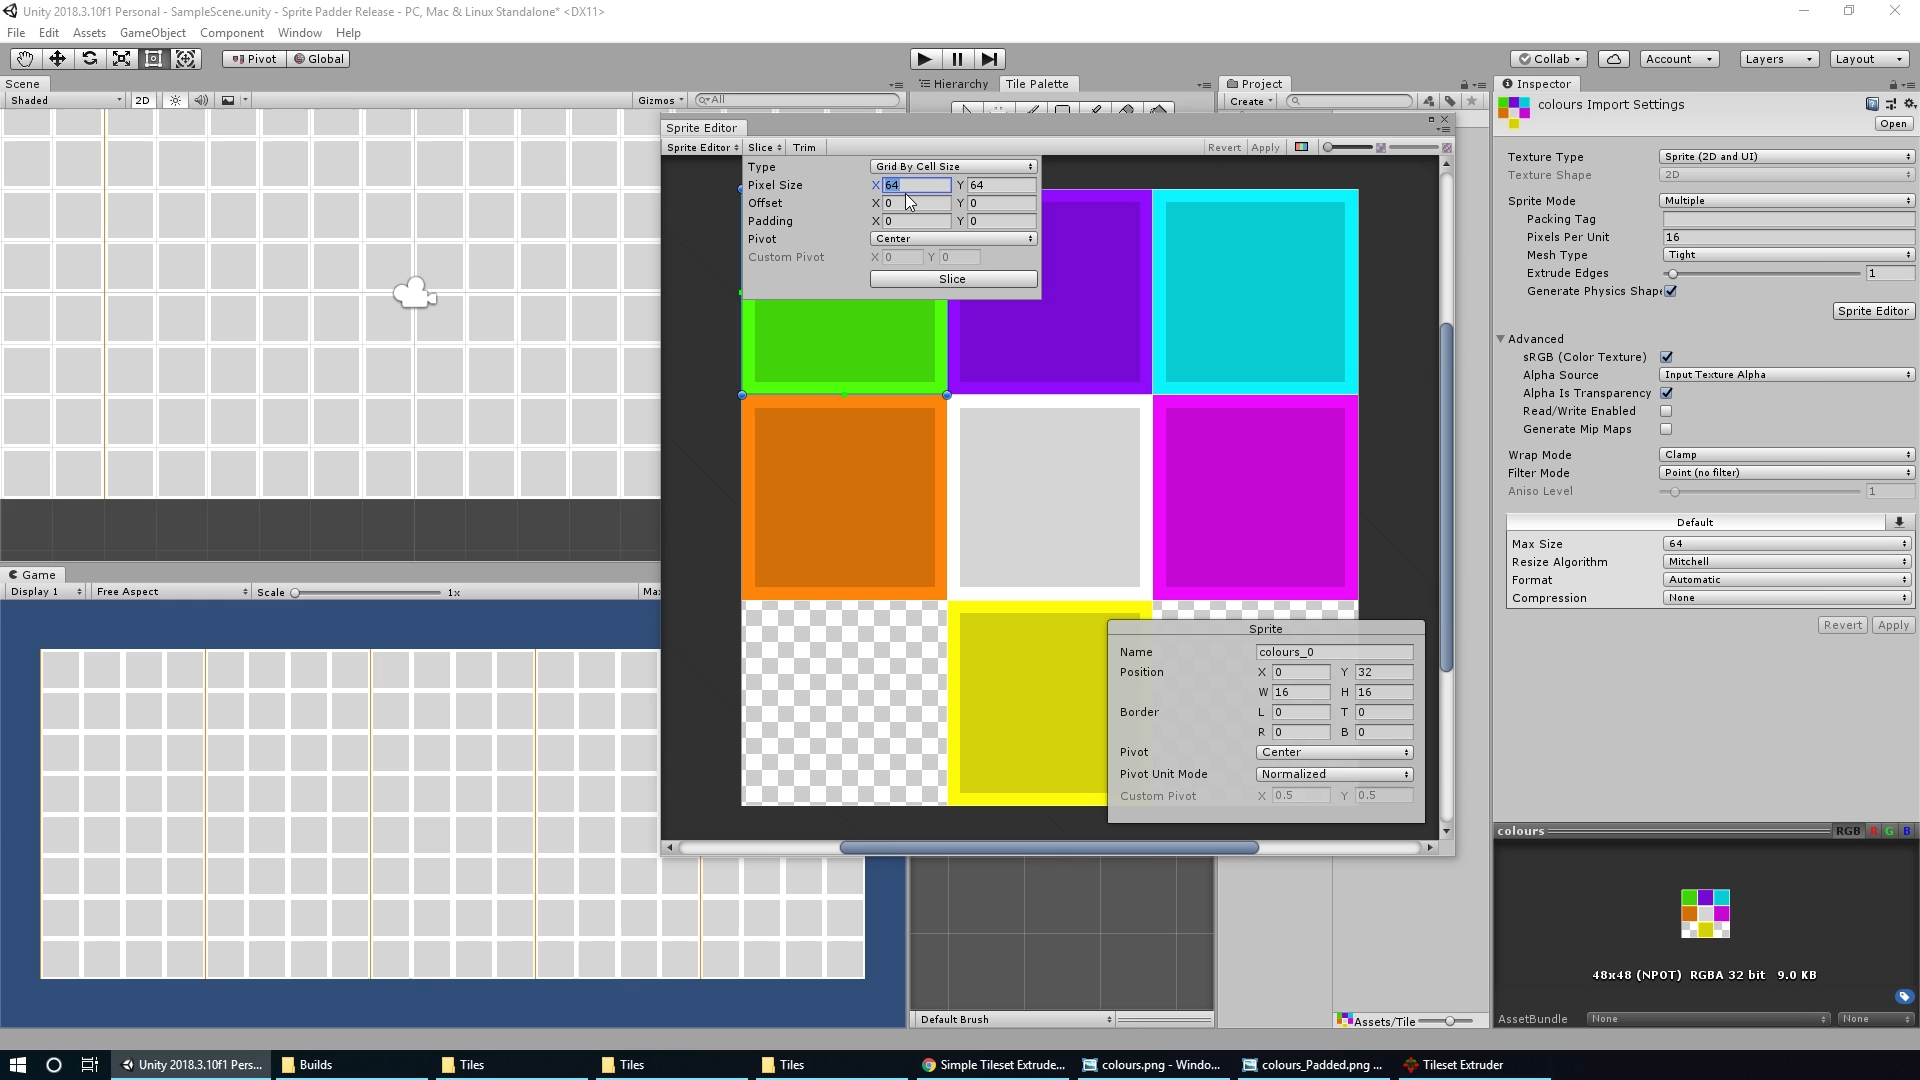 Unity 2018.3.10f1 Personal - SampleScene.unity - Sprite Padder Release - PC, Mac & Linux Standalone* <DX11>
File Edit Assets GameObject Component Window Help
Pivot Global Collab Account Layers Layout
Scene Hierarchy Tile Palette Project Inspector
Shaded 2D Gizmos All Create
colours Import Settings
Open
Sprite Editor
Sprite Editor Slice Trim Revert Apply
Type Grid By Cell Size
Pixel Size X 64 Y 64
Offset X 0 Y 0
Padding X 0 Y 0
Pivot Center
Custom Pivot X 0 Y 0
Slice
Texture Type Sprite (2D and UI)
Texture Shape 2D
Sprite Mode Multiple
Packing Tag
Pixels Per Unit 16
Mesh Type Tight
Extrude Edges 1
Generate Physics Shap
Sprite Editor
Advanced
sRGB (Color Texture)
Alpha Source Input Texture Alpha
Alpha Is Transparency
Read/Write Enabled
Generate Mip Maps
Wrap Mode Clamp
Filter Mode Point (no filter)
Aniso Level 1
Default
Max Size 64
Resize Algorithm Mitchell
Format Automatic
Compression None
Revert Apply
Game
Display 1 Free Aspect Scale 1x Ma
Sprite
Name colours_0
Position X 0 Y 32
W 16 H 16
Border L 0 T 0
R 0 B 0
Pivot Center
Pivot Unit Mode Normalized
Custom Pivot X 0.5 Y 0.5
colours RGB R G B
48x48 (NPOT) RGBA 32 bit 9.0 KB
Default Brush
Assets/Tile
AssetBundle None None
Unity 2018.3.10f1 Pers... Builds Tiles Tiles Tiles Simple Tileset Extrude... colours.png - Windo... colours_Padded.png ... Tileset Extruder